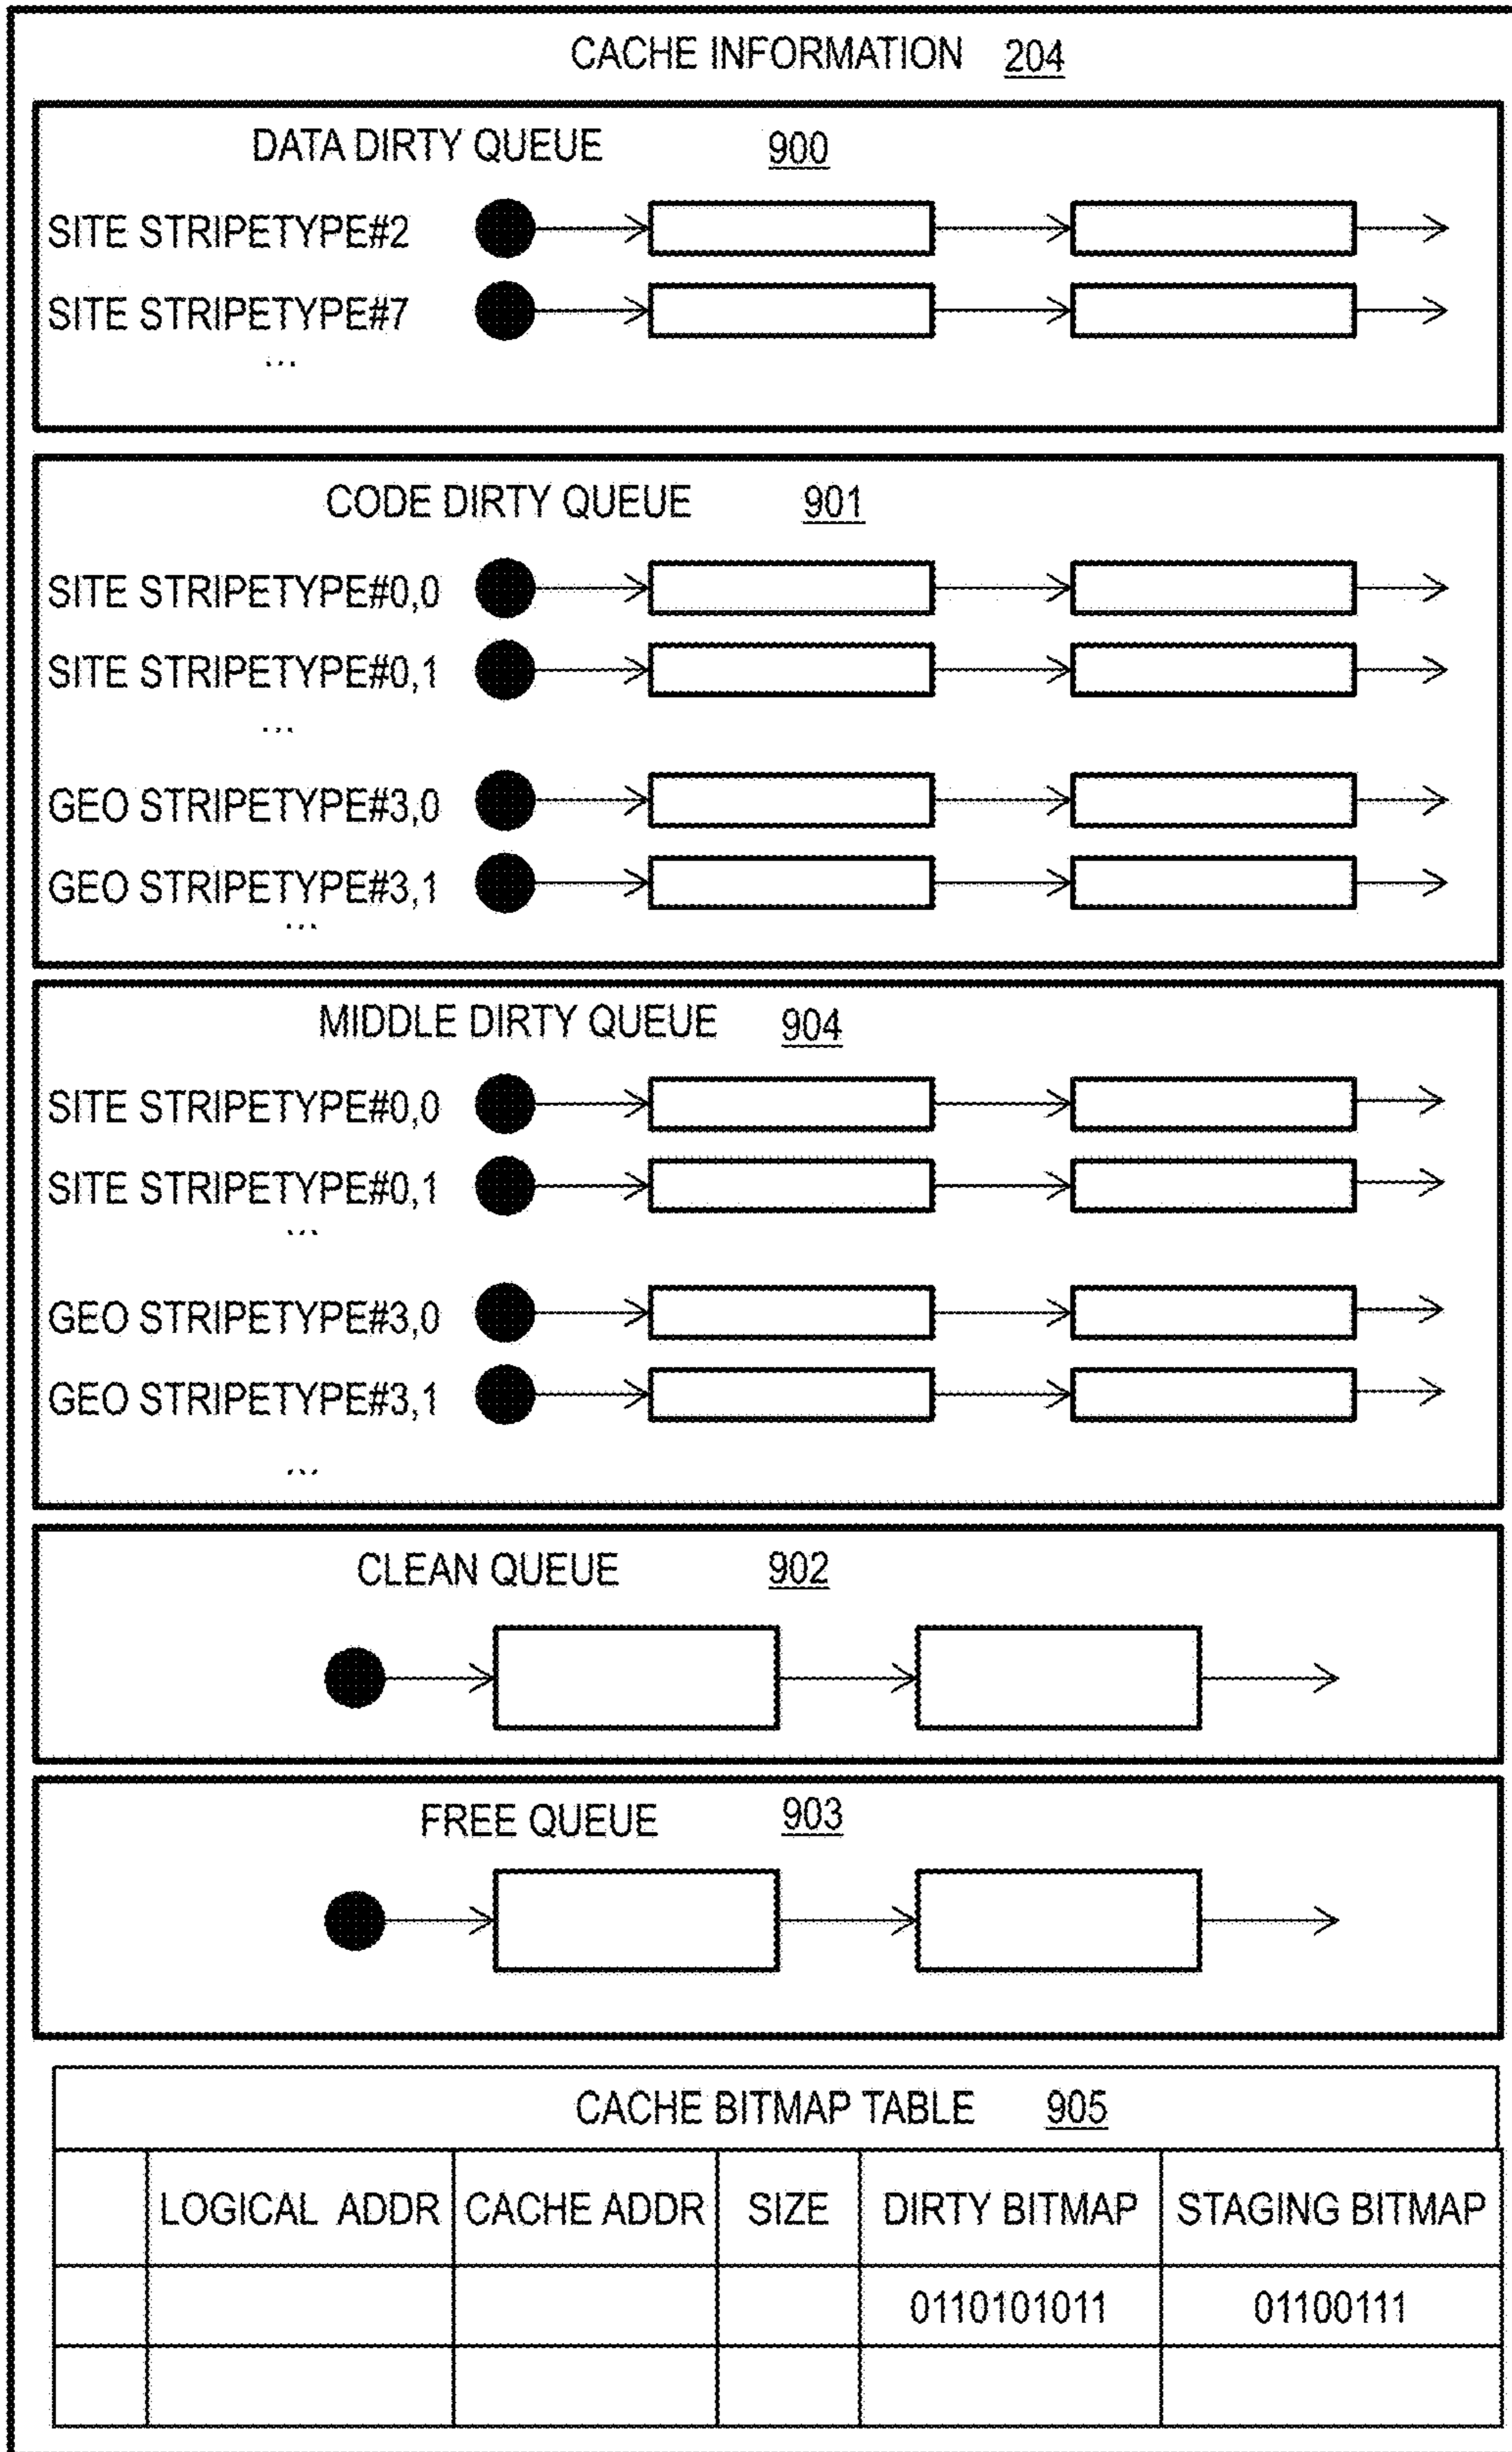 CACHE INFORMATION 204
DATA DIRTY QUEUE 900
SITE STRIPETYPE#2
SITE STRIPETYPE#7
...
CODE DIRTY QUEUE 901
SITE STRIPETYPE#0,0
SITE STRIPETYPE#0,1
...
GEO STRIPETYPE#3,0
GEO STRIPETYPE#3,1
...
MIDDLE DIRTY QUEUE 904
SITE STRIPETYPE#0,0
SITE STRIPETYPE#0,1
...
GEO STRIPETYPE#3,0
GEO STRIPETYPE#3,1
...
CLEAN QUEUE 902
FREE QUEUE 903
CACHE BITMAP TABLE 905
LOGICAL ADDR CACHE ADDR SIZE DIRTY BITMAP STAGING BITMAP
0110101011 01100111